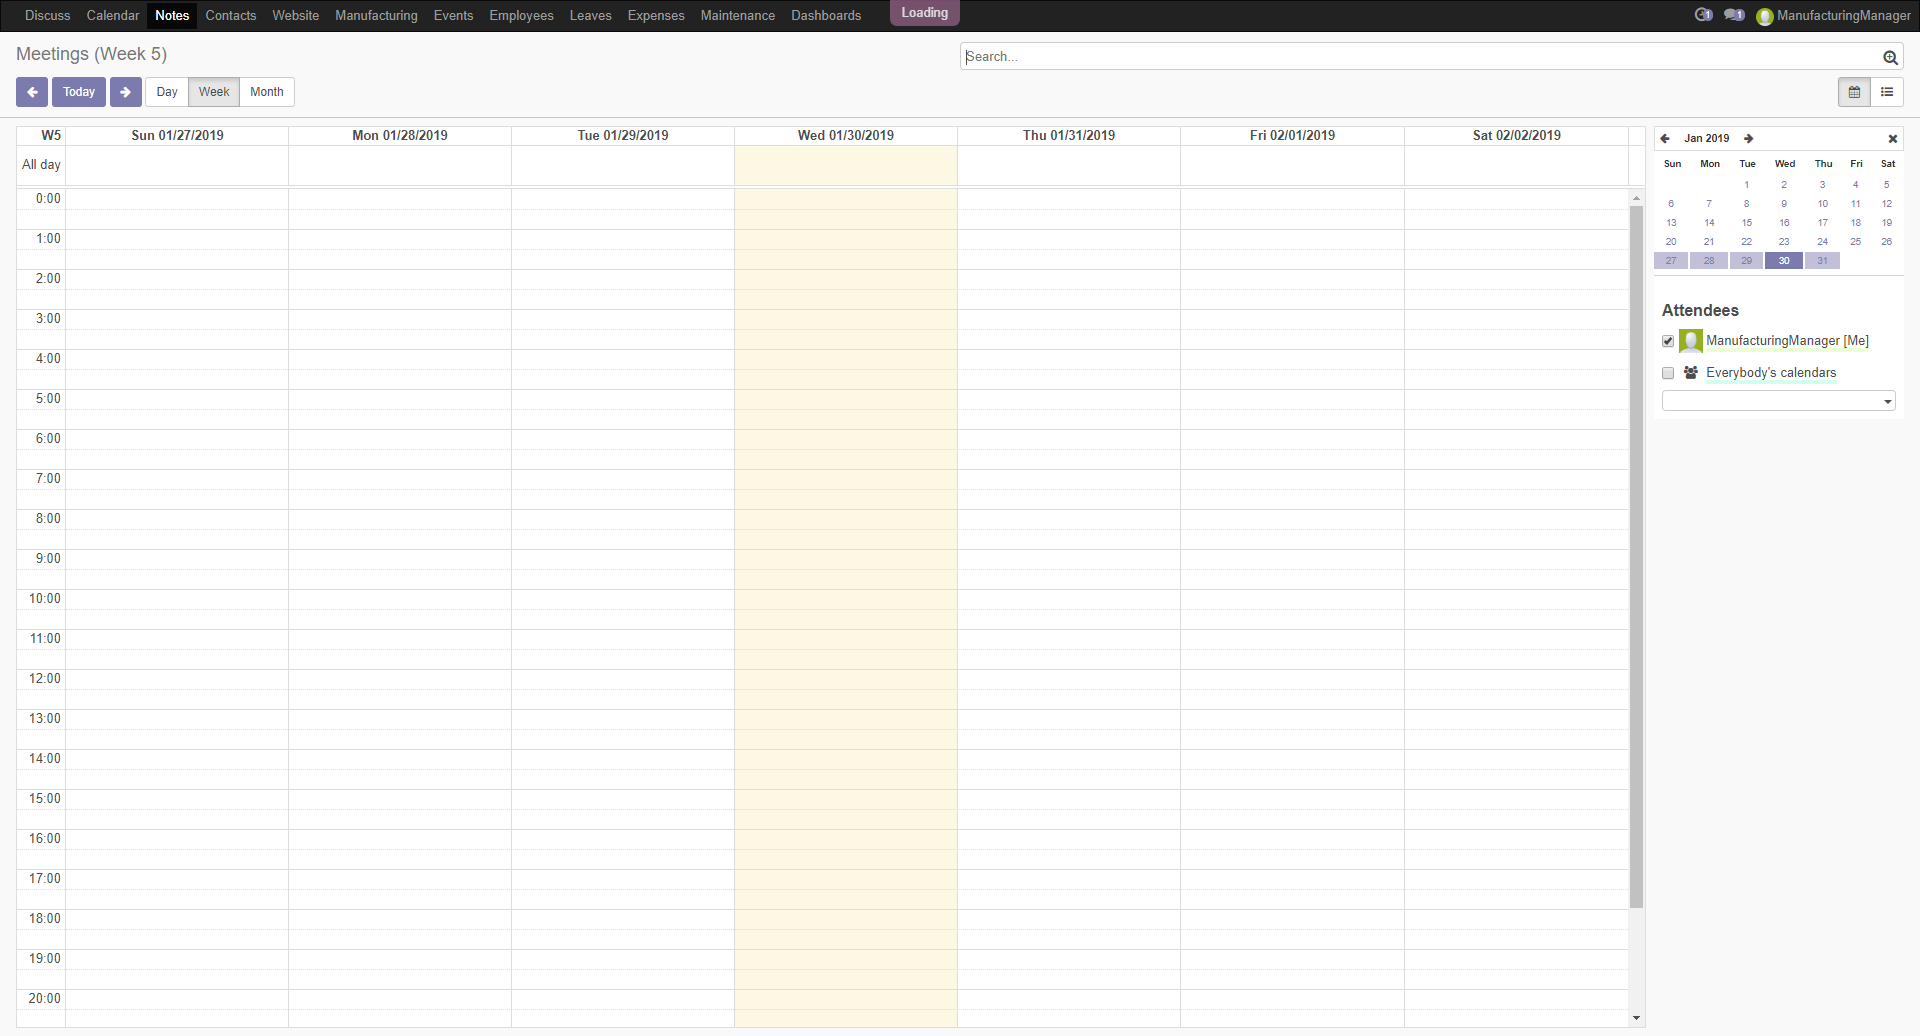 Discuss Calendar Notes Contacts Website Manufacturing Events Employees Leaves Expenses Maintenance Dashboards Loading 1 1 ManufacturingManager
Meetings (Week 5)
Search...
Today Day Week Month
W5 Sun 01/27/2019 Mon 01/28/2019 Tue 01/29/2019 Wed 01/30/2019 Thu 01/31/2019 Fri 02/01/2019 Sat 02/02/2019
All day
0:00
1:00
2:00
3:00
4:00
5:00
6:00
7:00
8:00
9:00
10:00
11:00
12:00
13:00
14:00
15:00
16:00
17:00
18:00
19:00
20:00
Jan 2019
Sun Mon Tue Wed Thu Fri Sat
1 2 3 4 5
6 7 8 9 10 11 12
13 14 15 16 17 18 19
20 21 22 23 24 25 26
27 28 29 30 31
Attendees
ManufacturingManager [Me]
Everybody's calendars